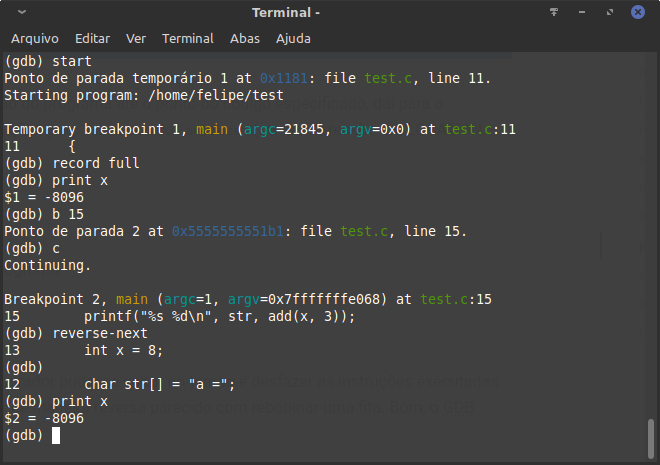 Terminal -
Arquivo Editar Ver Terminal Abas Ajuda
(gdb) start
Ponto de parada temporário 1 at 0x1181: file test.c, line 11.
Starting program: /home/felipe/test
Temporary breakpoint 1, main (argc=21845, argv=0x0) at test.c:11
11 {
(gdb) record full
(gdb) print x
$1 = -8096
(gdb) b 15
Ponto de parada 2 at 0x5555555551b1: file test.c, line 15.
(gdb) c
Continuing.
Breakpoint 2, main (argc=1, argv=0x7fffffffe068) at test.c:15
15 printf("%s %d\n", str, add(x, 3));
(gdb) reverse-next
13 int x = 8;
(gdb)
12 char str[] = "a =";
(gdb) print x
$2 = -8096
(gdb)